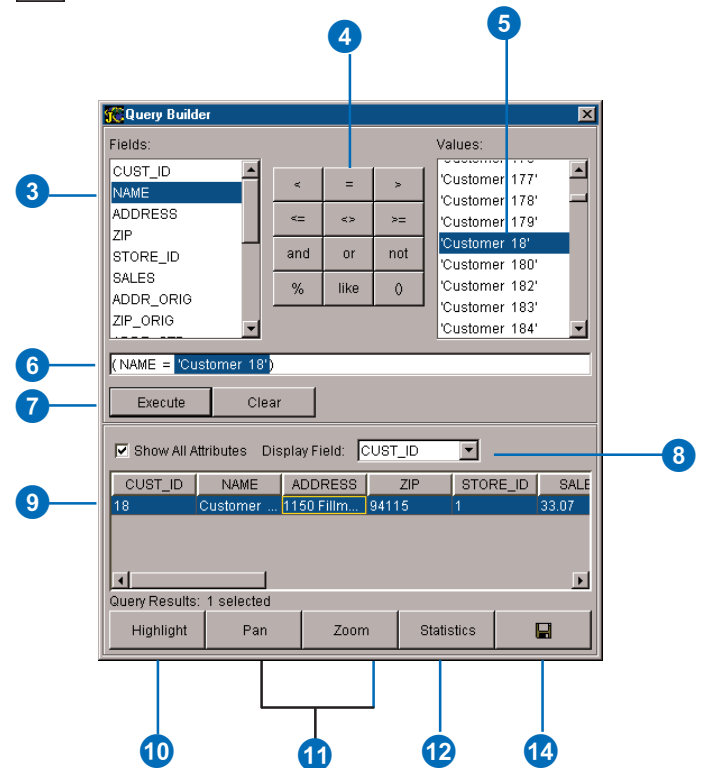 4
5
Query Builder
Fields:
Values:
CUST_ID
NAME
ADDRESS
ZIP
STORE_ID
SALES
ADDR_ORIG
ZIP_ORIG
< = >
<= <> >=
and or not
% like ()
'Customer 177'
'Customer 178'
'Customer 179'
'Customer 18'
'Customer 180'
'Customer 182'
'Customer 183'
'Customer 184'
3
6
(NAME = 'Customer 18')
7
Execute Clear
Show All Attributes Display Field: CUST_ID
8
CUST_ID NAME ADDRESS ZIP STORE_ID SALE
9
18 Customer ... 1150 Fillm... 94115 1 33.07
Query Results: 1 selected
Highlight Pan Zoom Statistics
10
11
12
14